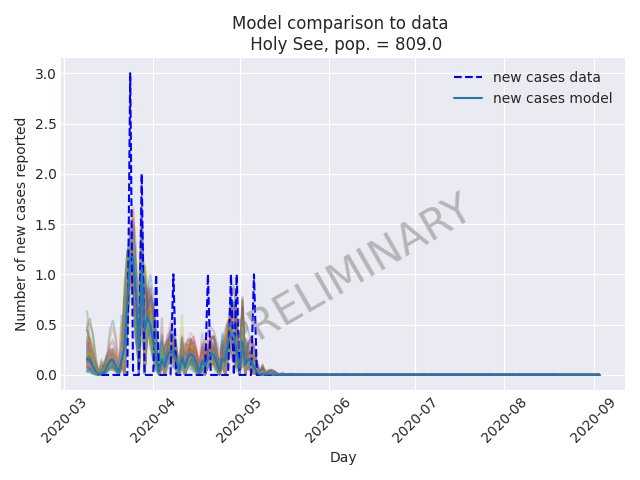 Model comparison to data
Holy See, pop. = 809.0
new cases data
new cases model
PRELIMINARY
Number of new cases reported
3.0
2.5
2.0
1.5
1.0
0.5
0.0
2020-03
2020-04
2020-05
2020-06
2020-07
2020-08
2020-09
Day